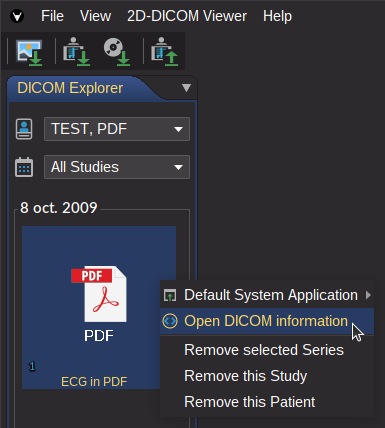 File View 2D-DICOM Viewer Help
DICOM Explorer
TEST, PDF
All Studies
8 oct. 2009
PDF
PDF
1
ECG in PDF
Default System Application
Open DICOM information
Remove selected Series
Remove this Study
Remove this Patient